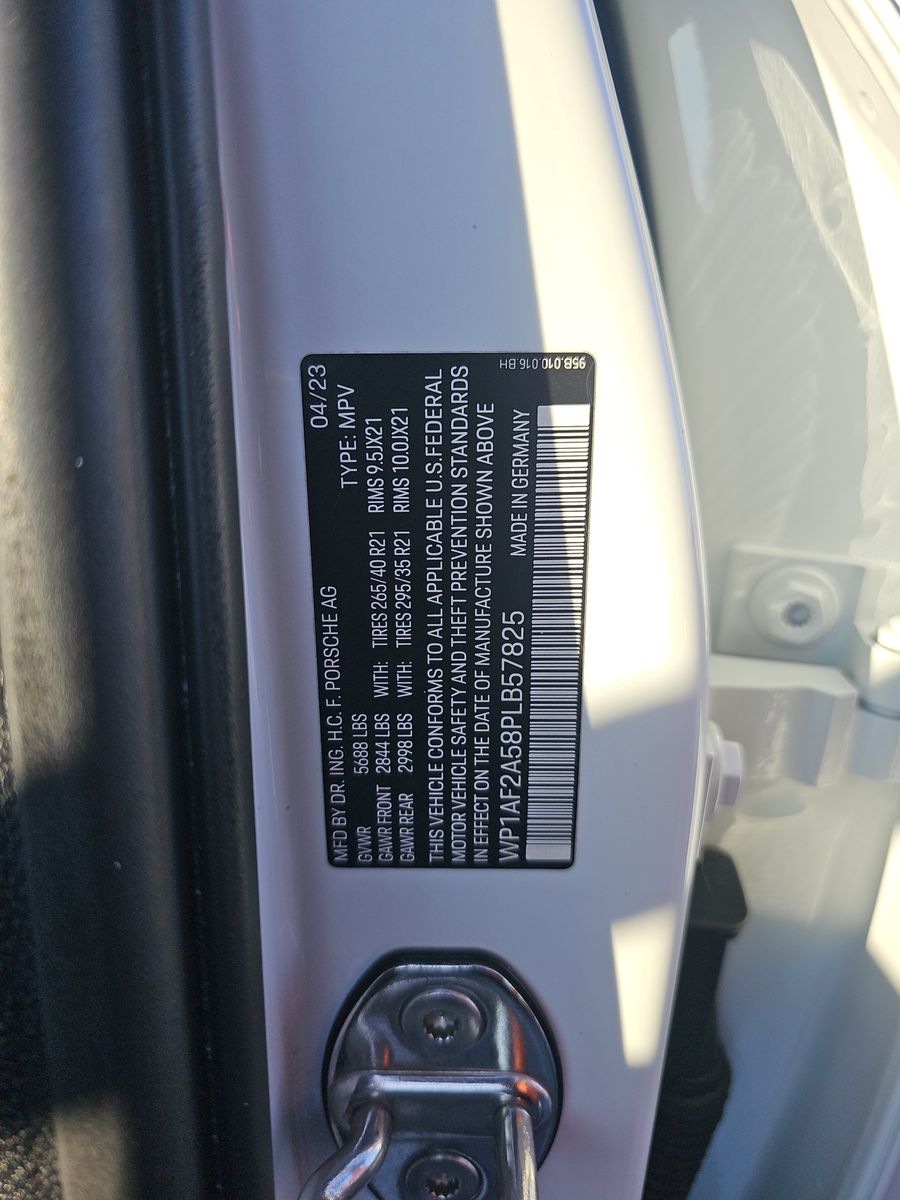 MFD BY DR. ING. H.C. F. PORSCHE AG 04/23
GVWR 5688 LBS TYPE: MPV
GAWR FRONT 2844 LBS WITH: TIRES 265/40 R21 RIMS 9.5JX21
GAWR REAR 2998 LBS WITH: TIRES 295/35 R21 RIMS 10.0JX21
THIS VEHICLE CONFORMS TO ALL APPLICABLE U.S. FEDERAL
MOTOR VEHICLE SAFETY AND THEFT PREVENTION STANDARDS
IN EFFECT ON THE DATE OF MANUFACTURE SHOWN ABOVE
WP1AF2A58PLB57825 MADE IN GERMANY
95B.010.016.BH